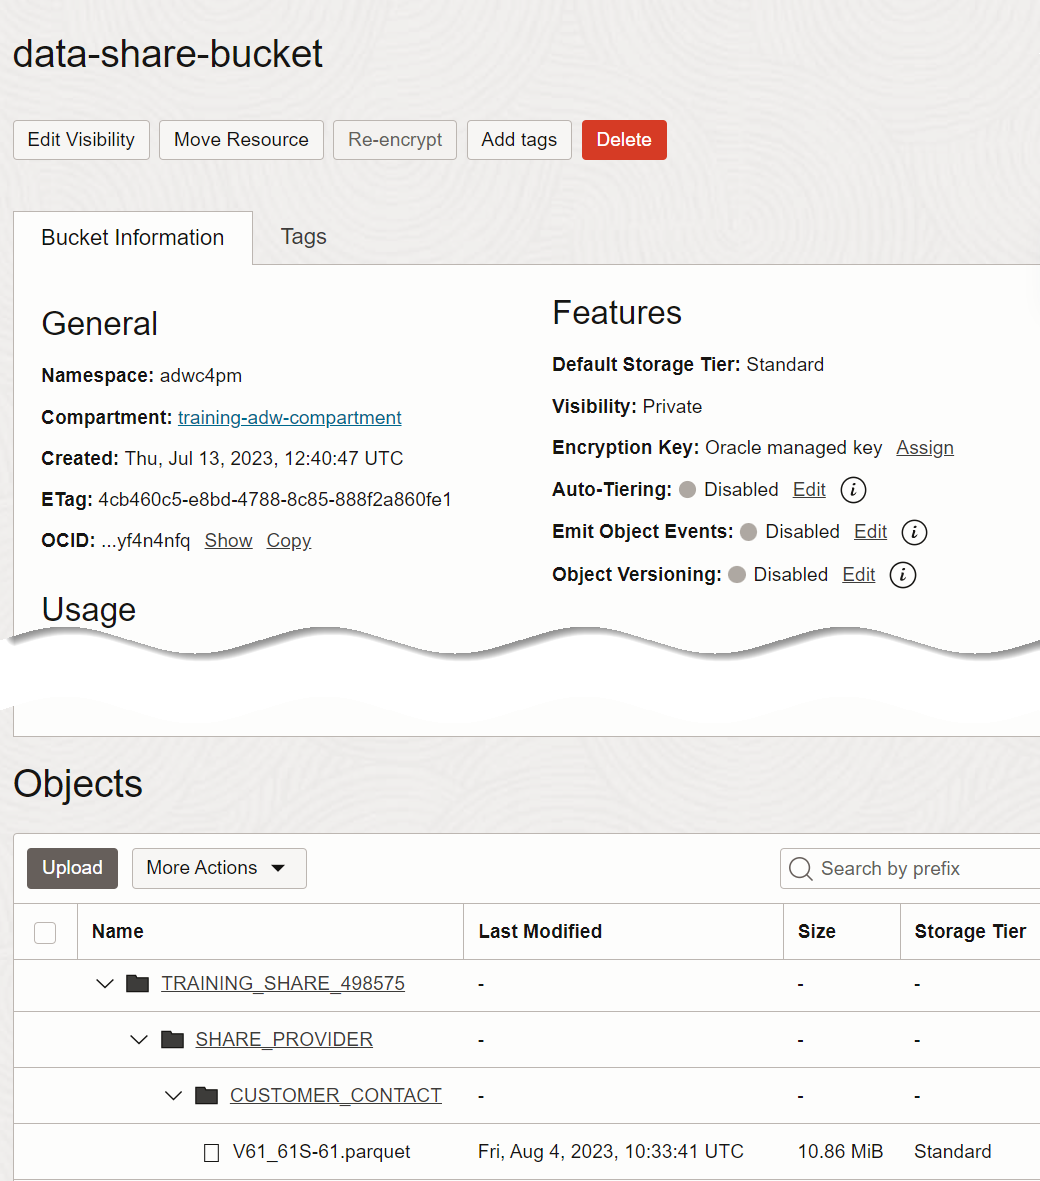 data-share-bucket
Edit Visibility Move Resource Re-encrypt Add tags Delete
Bucket Information Tags
General
Namespace: adwc4pm
Compartment: training-adw-compartment
Created: Thu, Jul 13, 2023, 12:40:47 UTC
ETag: 4cb460c5-e8bd-4788-8c85-888f2a860fe1
OCID: ...yf4n4nfq Show Copy
Usage
Features
Default Storage Tier: Standard
Visibility: Private
Encryption Key: Oracle managed key Assign
Auto-Tiering: Disabled Edit i
Emit Object Events: Disabled Edit i
Object Versioning: Disabled Edit i
Objects
Upload More Actions Search by prefix
Name Last Modified Size Storage Tier
TRAINING_SHARE_498575 - - -
SHARE_PROVIDER - - -
CUSTOMER_CONTACT - - -
V61_61S-61.parquet Fri, Aug 4, 2023, 10:33:41 UTC 10.86 MiB Standard